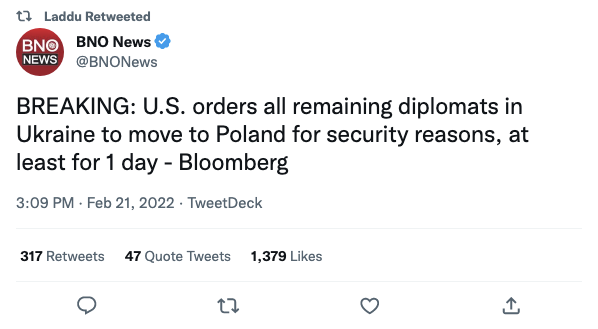 Laddu Retweeted
BNO
NEWS
BNO News
@BNONews
BREAKING: U.S. orders all remaining diplomats in
Ukraine to move to Poland for security reasons, at
least for 1 day - Bloomberg
3:09 PM · Feb 21, 2022 · TweetDeck
317 Retweets 47 Quote Tweets 1,379 Likes